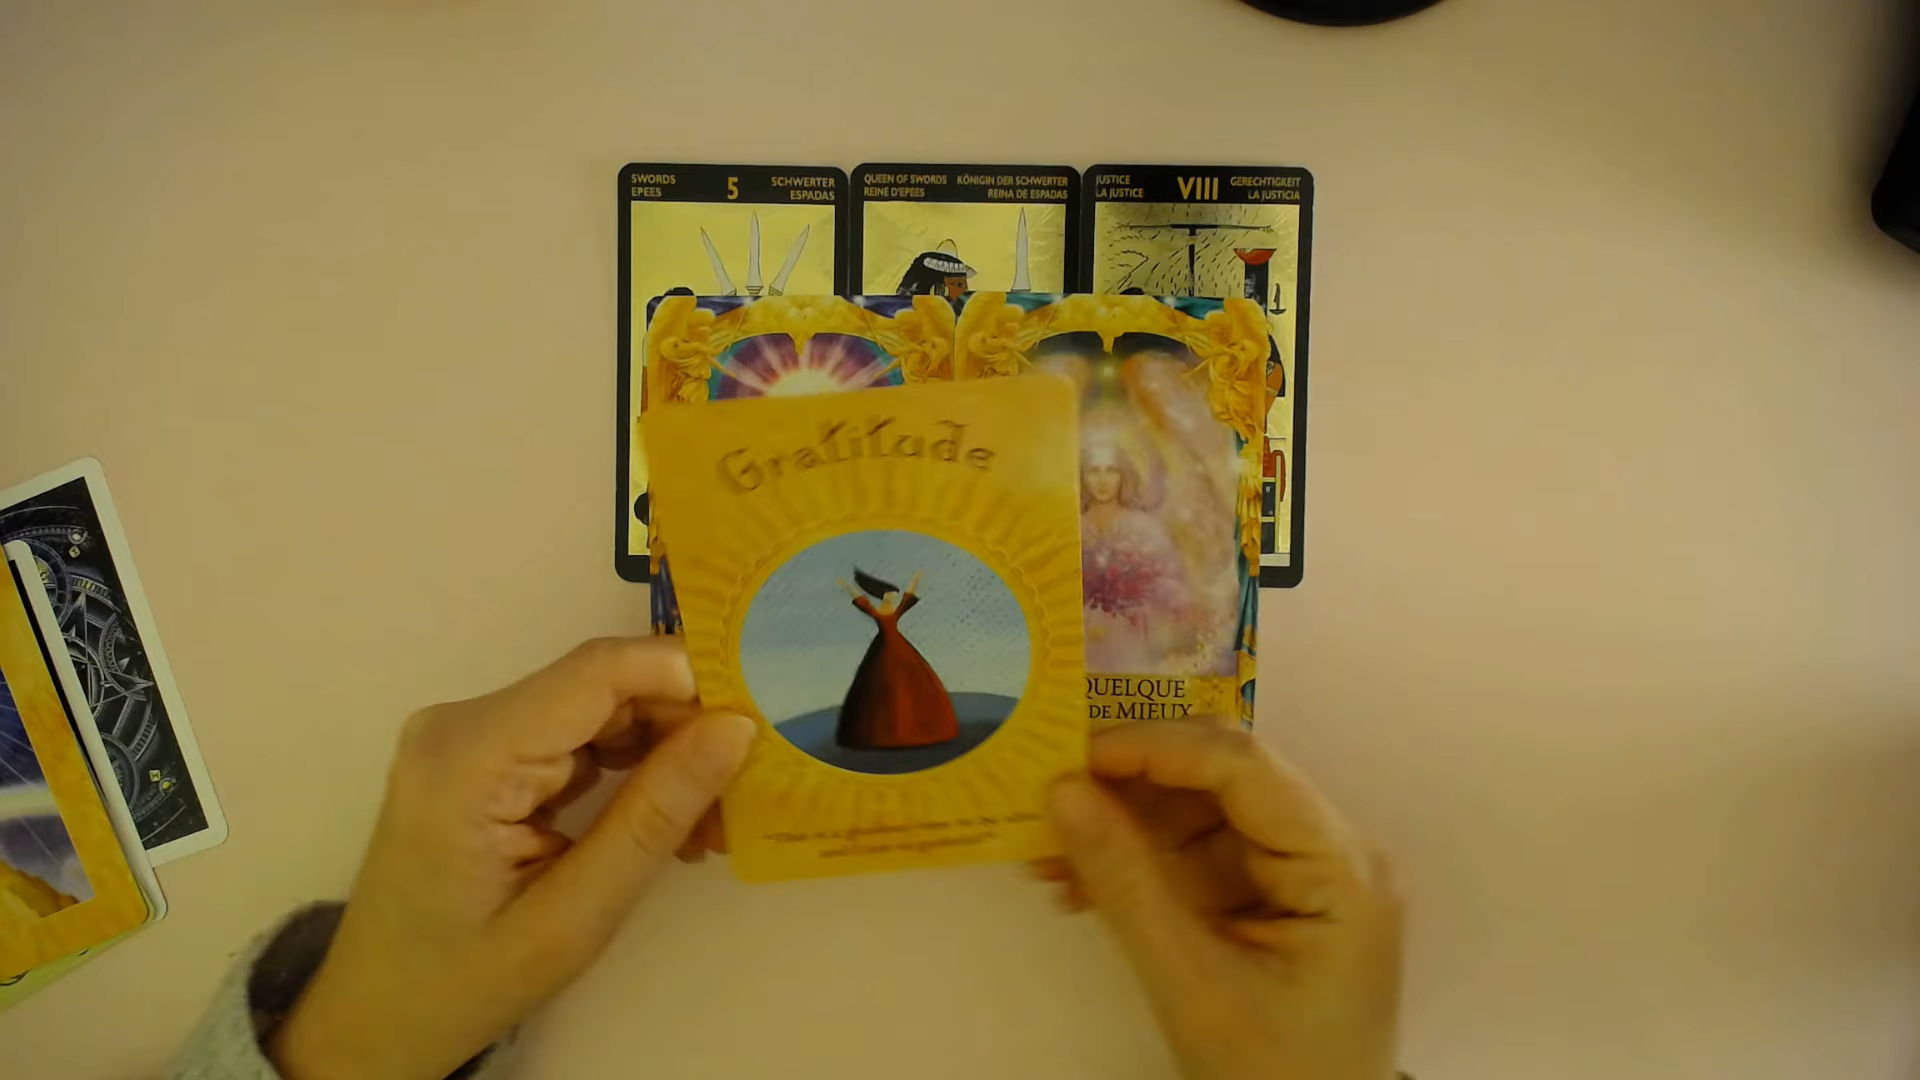 SWORDS
EPEES
5
SCHWERTER
ESPADAS
QUEEN OF SWORDS
REINE D'EPEES
KÖNIGIN DER SCHWERTER
REINA DE ESPADAS
JUSTICE
LA JUSTICE
VIII
GERECHTIGKEIT
LA JUSTICIA
Gratitude
QUELQUE
DE MIEUX